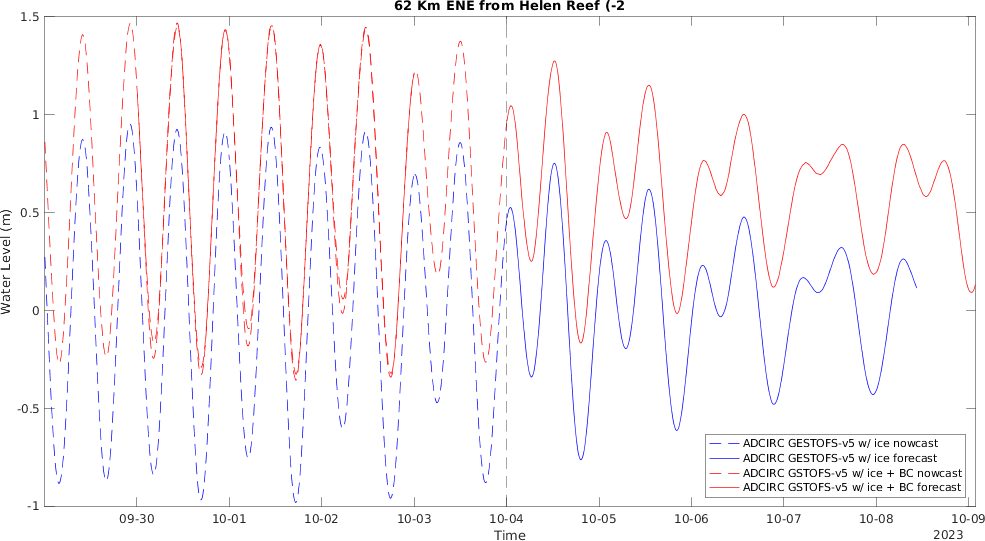 62 Km ENE from Helen Reef (-2
Water Level (m)
1.5
1
0.5
0
-0.5
-1
09-30
10-01
10-02
10-03
10-04
10-05
10-06
10-07
10-08
10-09
Time
2023
ADCIRC GESTOFS-v5 w/ ice nowcast
ADCIRC GESTOFS-v5 w/ ice forecast
ADCIRC GSTOFS-v5 w/ ice + BC nowcast
ADCIRC GSTOFS-v5 w/ ice + BC forecast